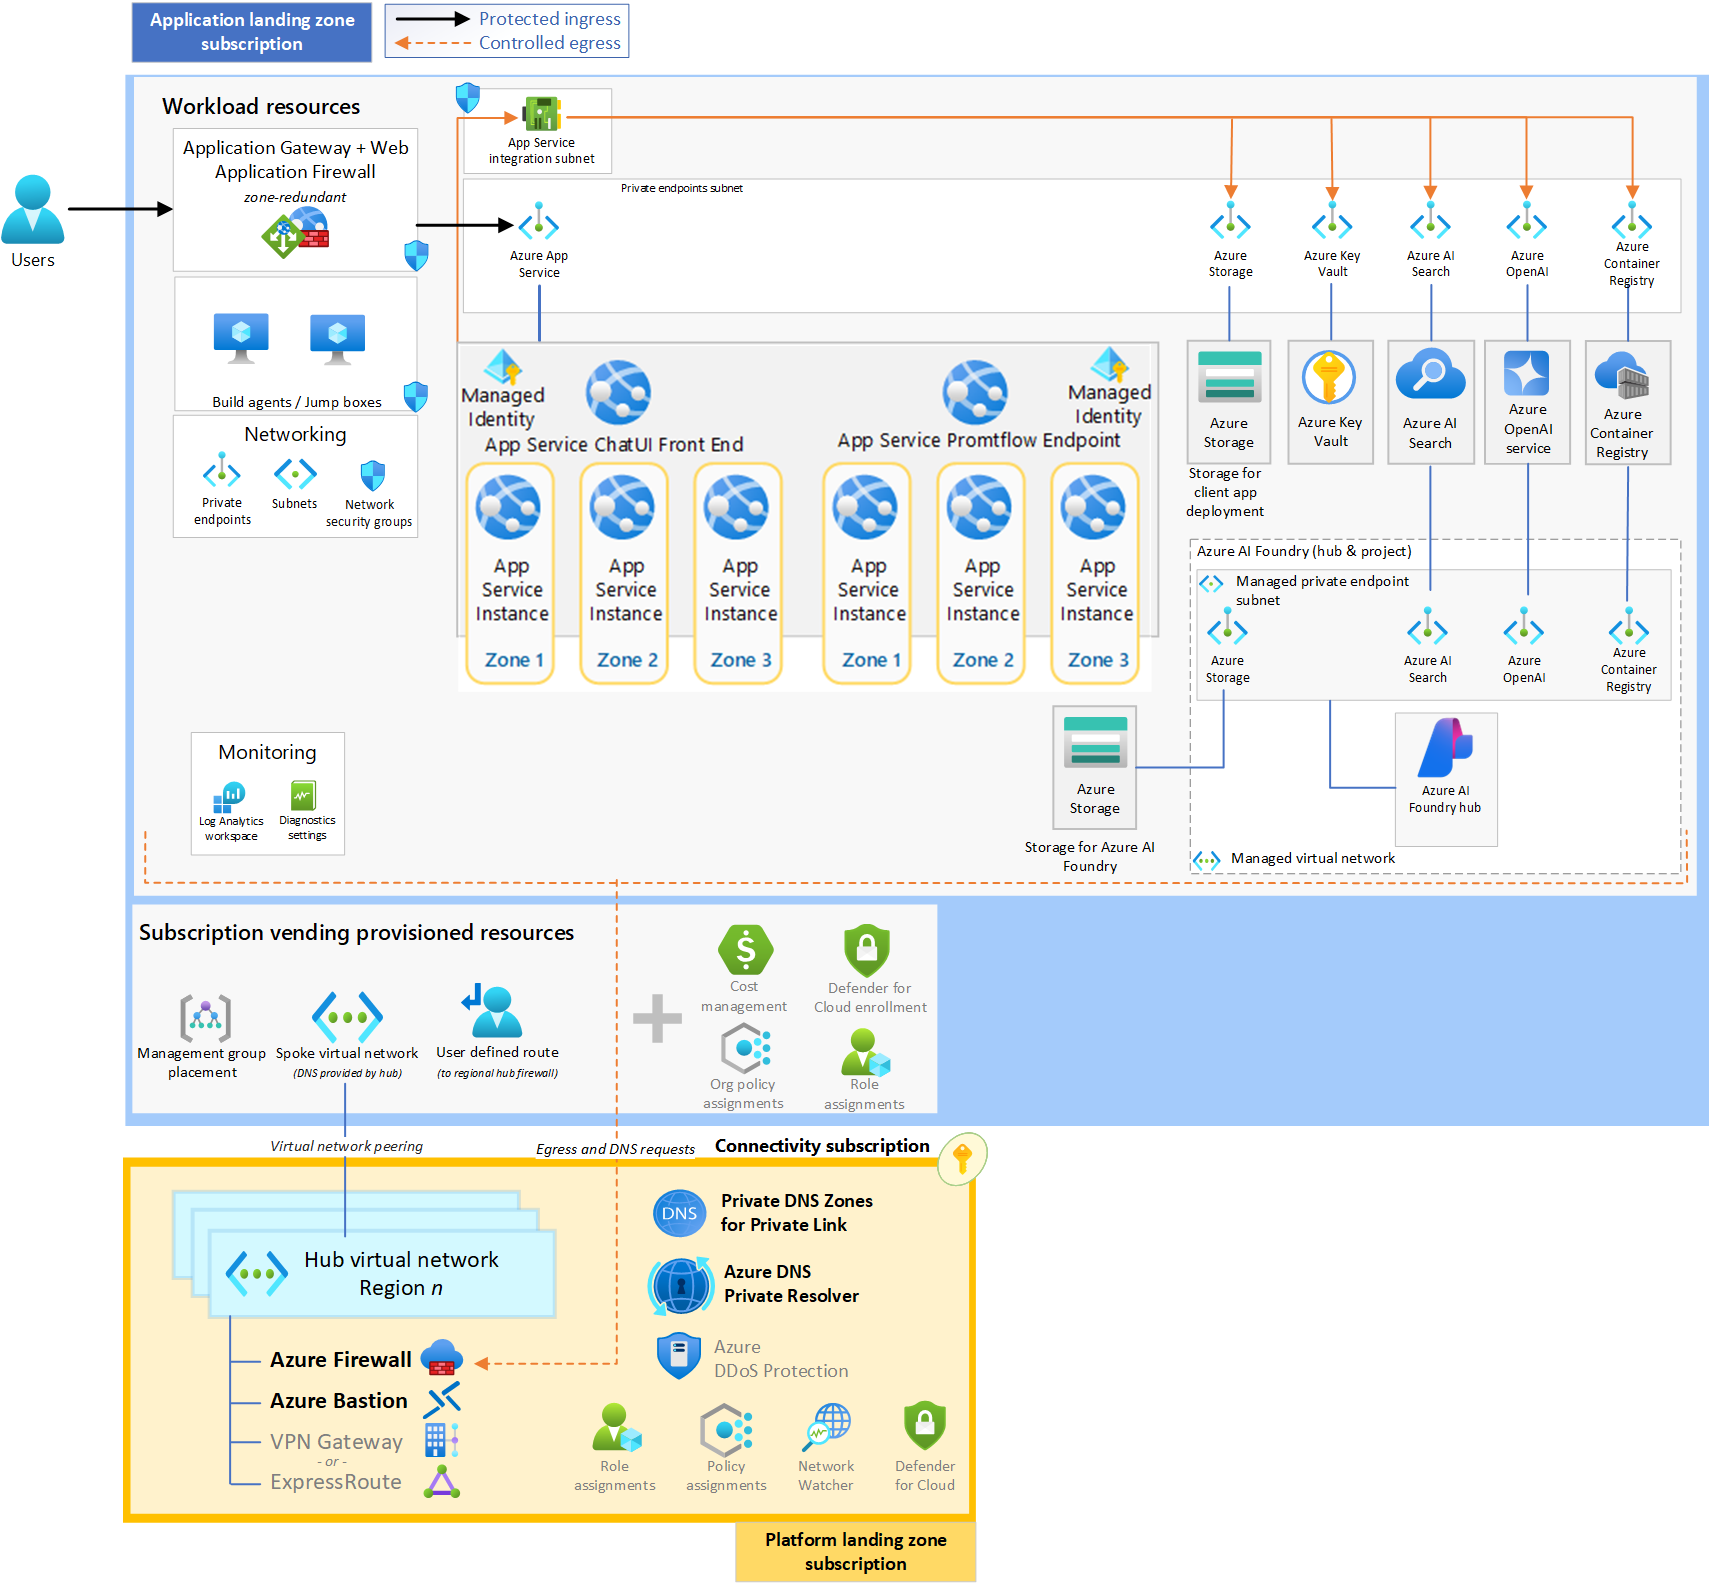 Application landing zone
subscription
Protected ingress
Controlled egress
Workload resources
Application Gateway + Web
Application Firewall
zone-redundant
Users
Build agents / Jump boxes
Networking
Private
endpoints
Subnets
Network
security groups
App Service
integration subnet
Private endpoints subnet
Azure App
Service
Azure
Storage
Azure Key
Vault
Azure AI
Search
Azure
OpenAI
Azure
Container
Registry
Managed
Identity
App Service ChatUI Front End
App Service Promtflow Endpoint
Managed
Identity
App
Service
Instance
Zone 1
App
Service
Instance
Zone 2
App
Service
Instance
Zone 3
App
Service
Instance
Zone 1
App
Service
Instance
Zone 2
App
Service
Instance
Zone 3
Azure
Storage
Storage for
client app
deployment
Azure Key
Vault
Azure AI
Search
Azure
OpenAI
service
Azure
Container
Registry
Azure AI Foundry (hub & project)
Managed private endpoint
subnet
Azure
Storage
Azure AI
Search
Azure
OpenAI
Azure
Container
Registry
Azure
Storage
Storage for Azure AI
Foundry
Azure AI
Foundry hub
Managed virtual network
Monitoring
Log Analytics
workspace
Diagnostics
settings
Subscription vending provisioned resources
Management group
placement
Spoke virtual network
(DNS provided by hub)
User defined route
(to regional hub firewall)
Cost
management
Defender for
Cloud enrollment
Org policy
assignments
Role
assignments
Virtual network peering
Egress and DNS requests
Connectivity subscription
Hub virtual network
Region n
Azure Firewall
Azure Bastion
VPN Gateway
- or -
ExpressRoute
DNS
Private DNS Zones
for Private Link
Azure DNS
Private Resolver
Azure
DDoS Protection
Role
assignments
Policy
assignments
Network
Watcher
Defender
for Cloud
Platform landing zone
subscription